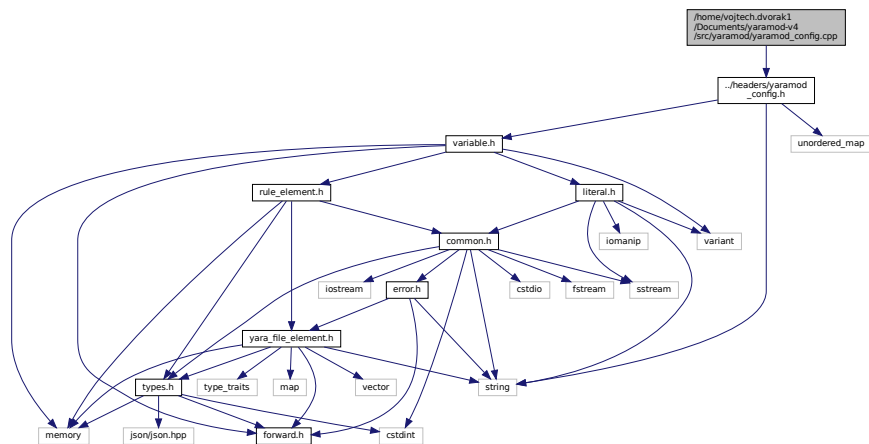 /home/vojtech.dvorak1
/Documents/yaramod-v4
/src/yaramod/yaramod_config.cpp
../headers/yaramod
_config.h
variable.h
unordered_map
rule_element.h
literal.h
common.h
iomanip
variant
iostream
error.h
cstdio
fstream
sstream
yara_file_element.h
types.h
type_traits
map
vector
string
memory
json/json.hpp
forward.h
cstdint